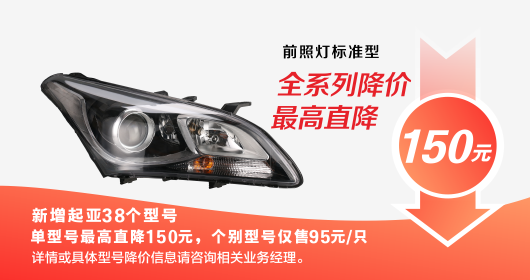 前照灯标准型
全系列降价
最高直降
150元
新增起亚38个型号
单型号最高直降150元，个别型号仅售95元/只
详情或具体型号降价信息请咨询相关业务经理。